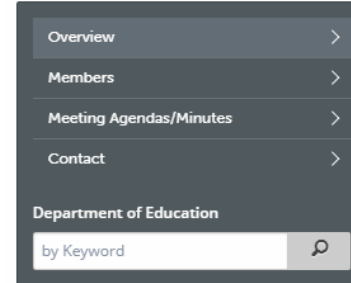 Overview
Members
Meeting Agendas/Minutes
Contact
Department of Education
by Keyword